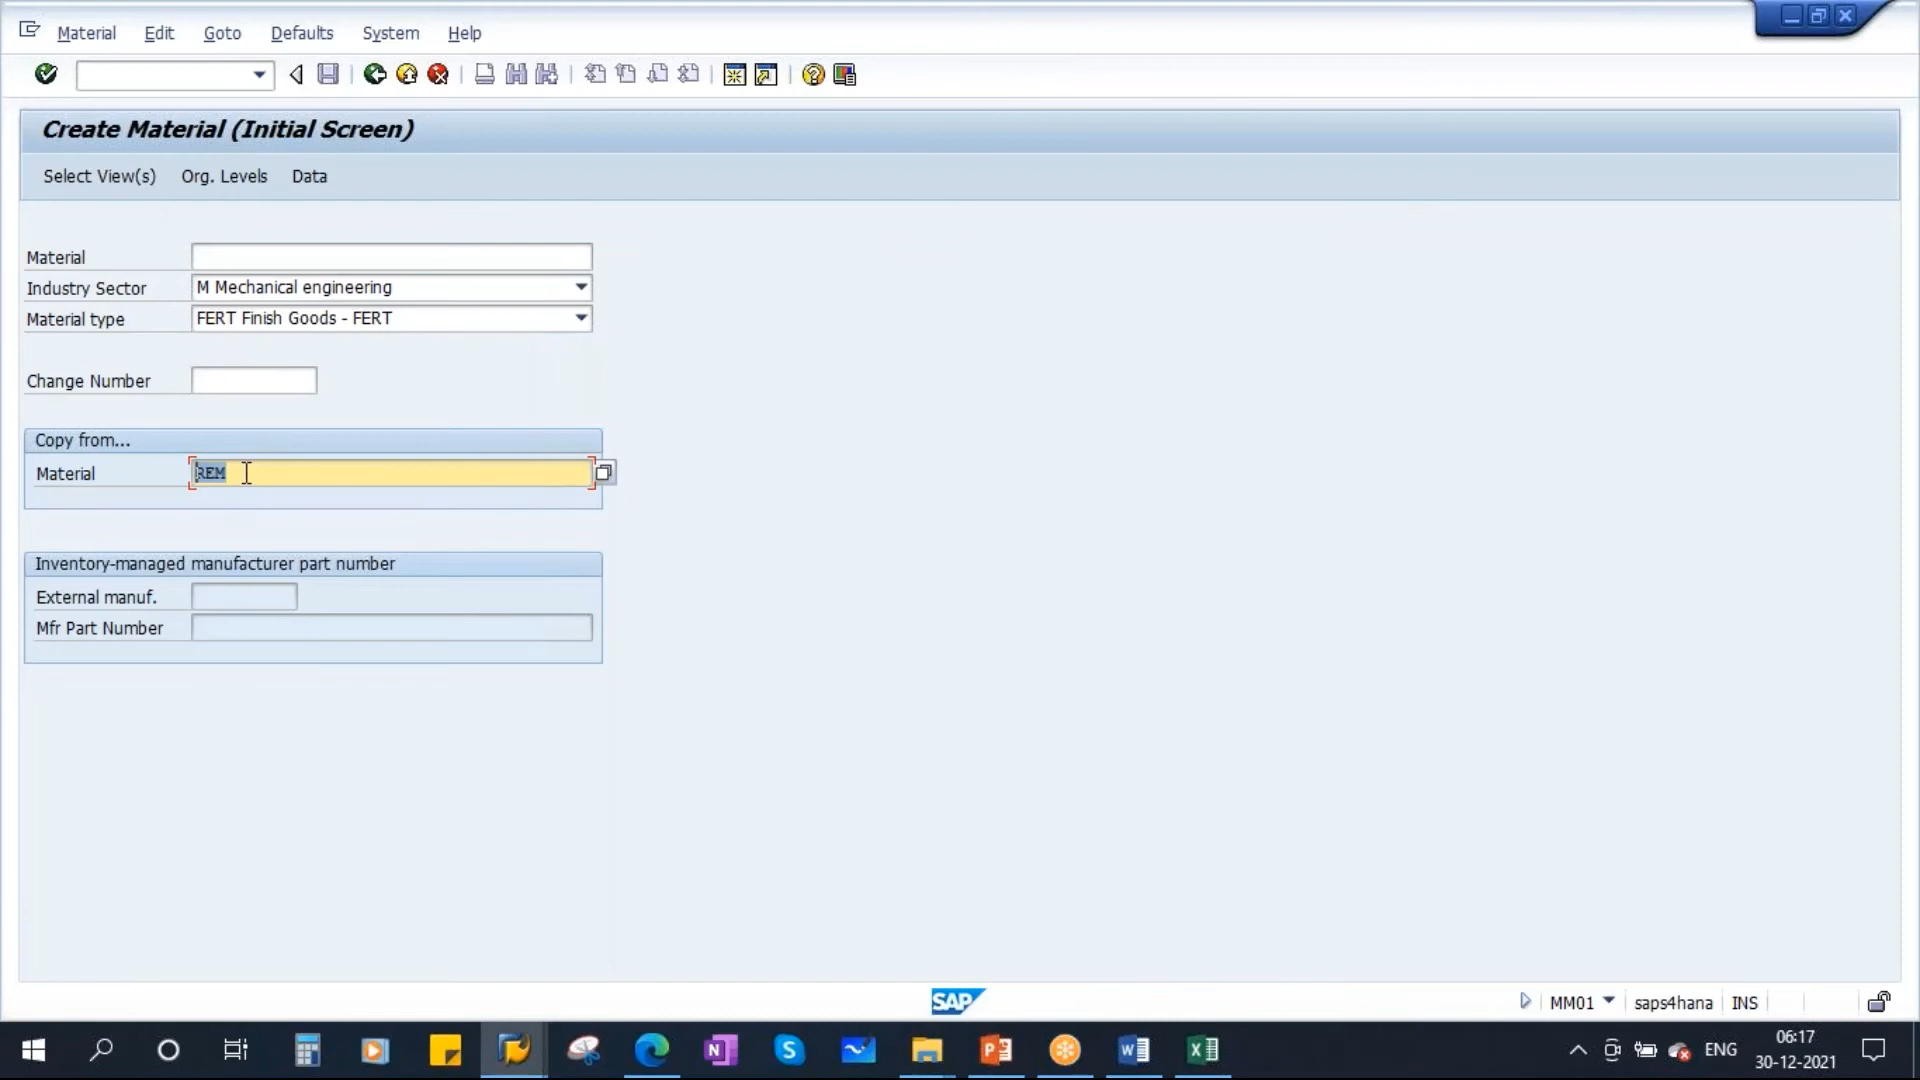 Material Edit Goto Defaults System Help
Create Material (Initial Screen)
Select View(s) Org. Levels Data
Material
Industry Sector M Mechanical engineering
Material type FERT Finish Goods - FERT
Change Number
Copy from...
Material REM
Inventory-managed manufacturer part number
External manuf.
Mfr Part Number
SAP
MM01 saps4hana INS
ENG
06:17
30-12-2021